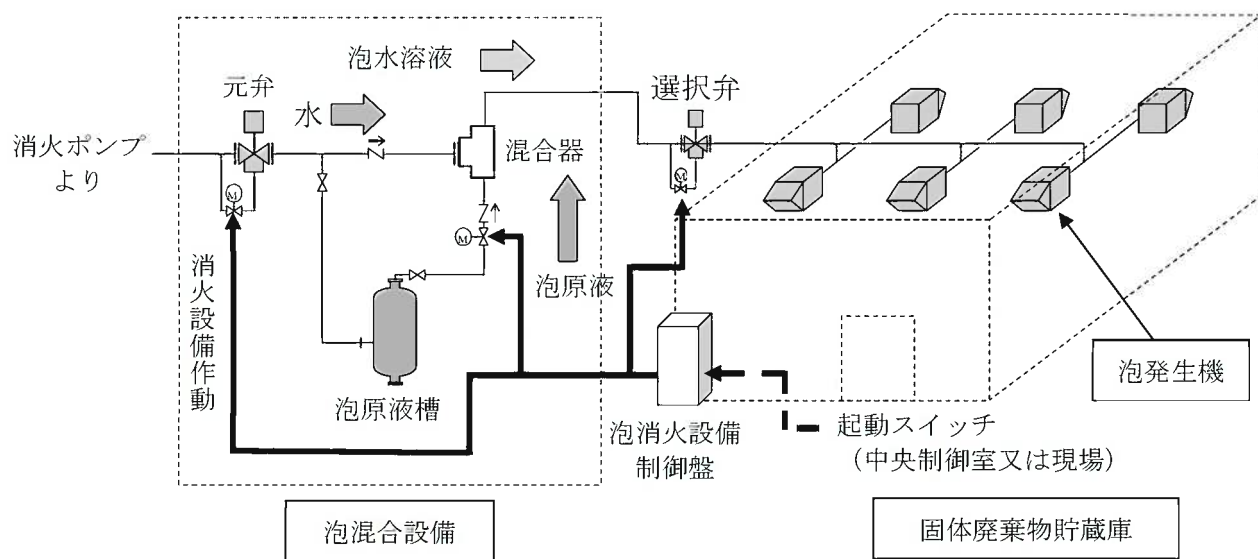 泡水溶液
元弁
水
選択弁
消火ポンプ
より
混合器
M
M
M
泡原液
消火設備作動
泡原液槽
泡発生機
泡消火設備
制御盤
起動スイッチ
（中央制御室又は現場）
泡混合設備
固体廃棄物貯蔵庫